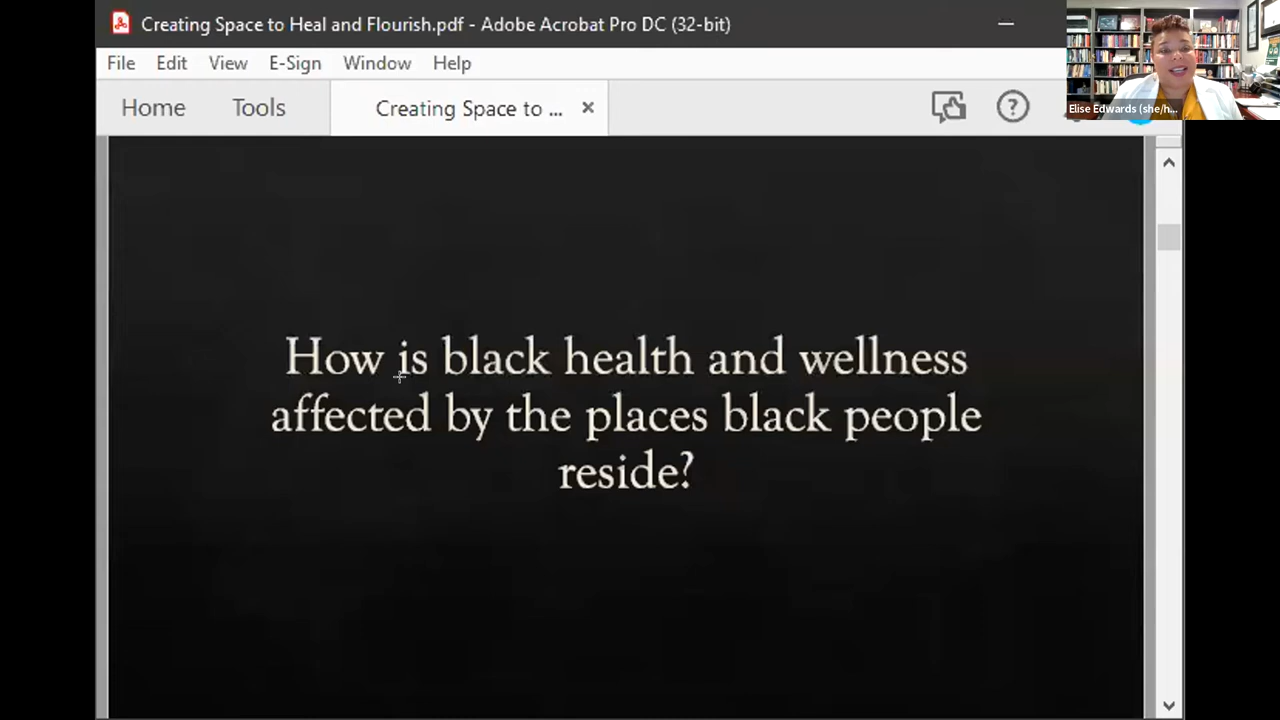 Creating Space to Heal and Flourish.pdf - Adobe Acrobat Pro DC (32-bit)
File Edit View E-Sign Window Help
Home Tools Creating Space to ... ×
Elise Edwards (she/h...
How is black health and wellness
affected by the places black people
reside?